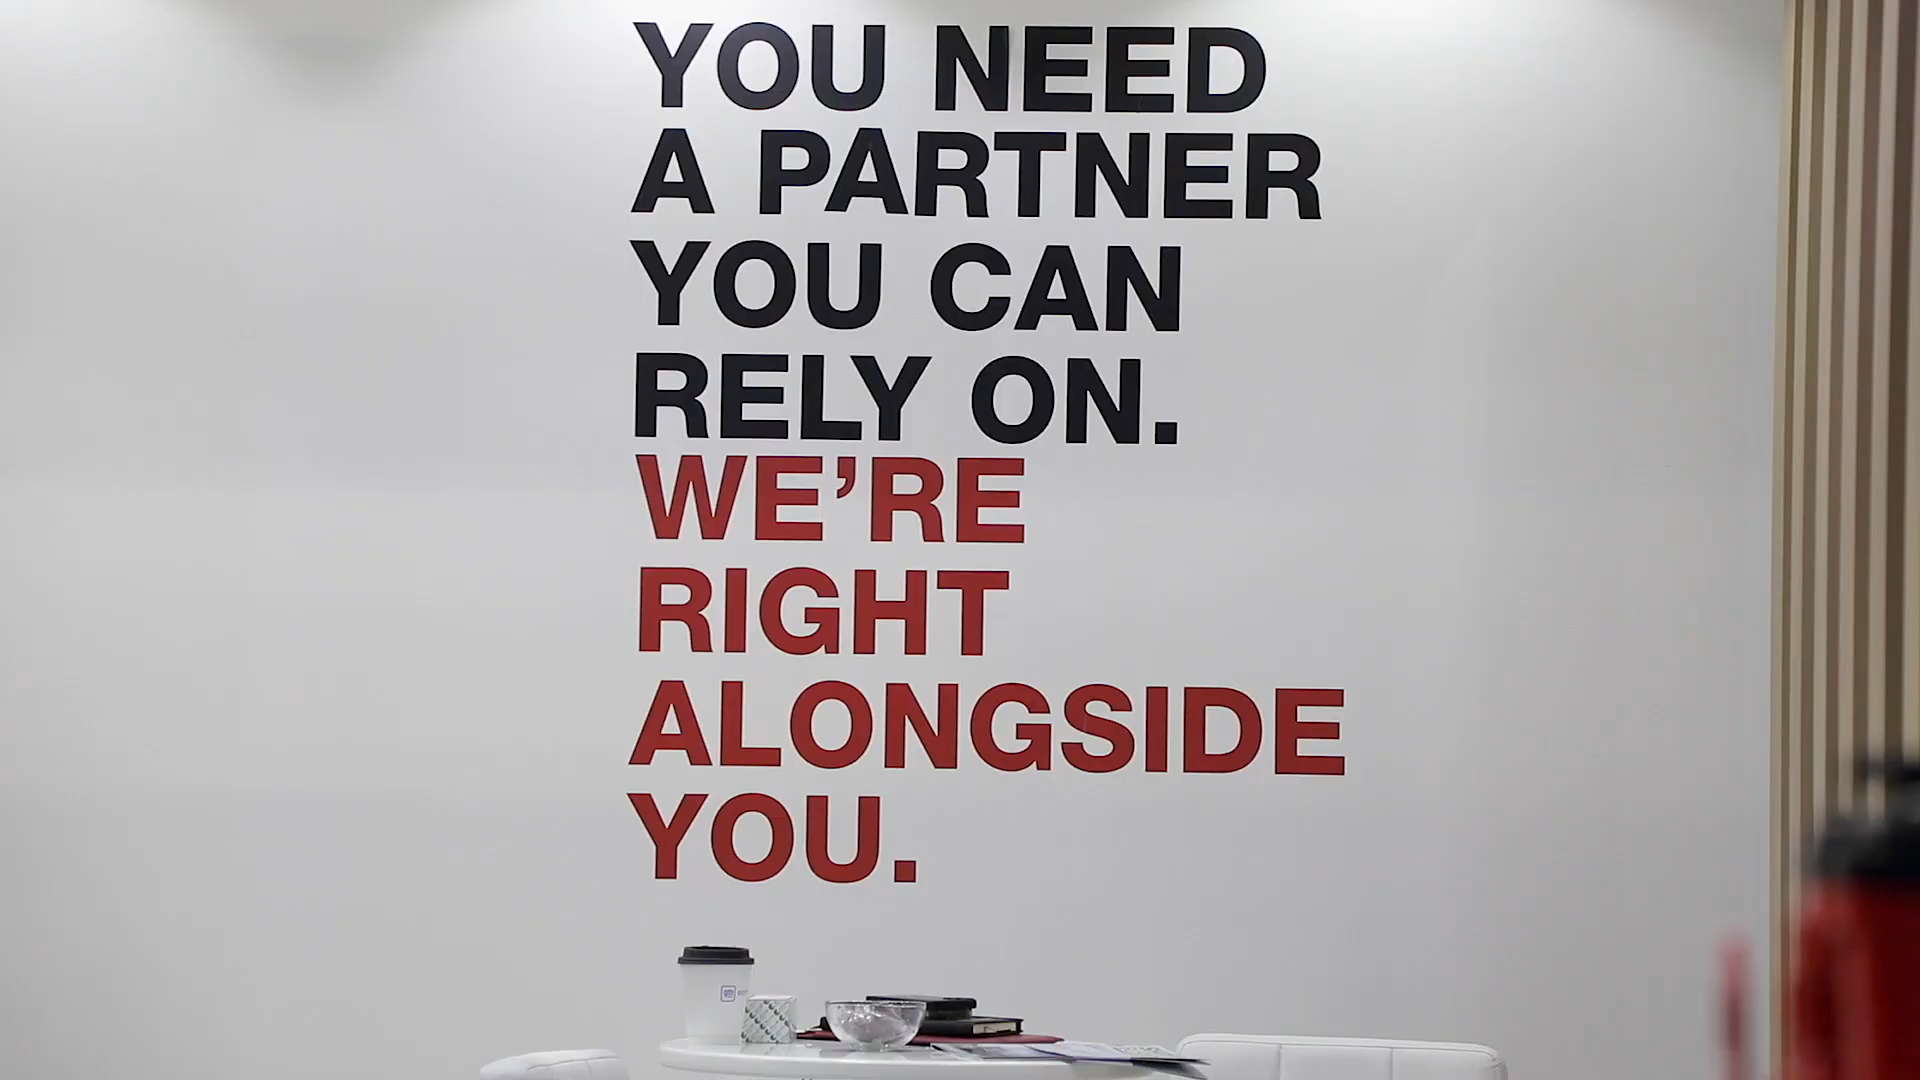 YOU NEED
A PARTNER
YOU CAN
RELY ON.
WE’RE
RIGHT
ALONGSIDE
YOU.